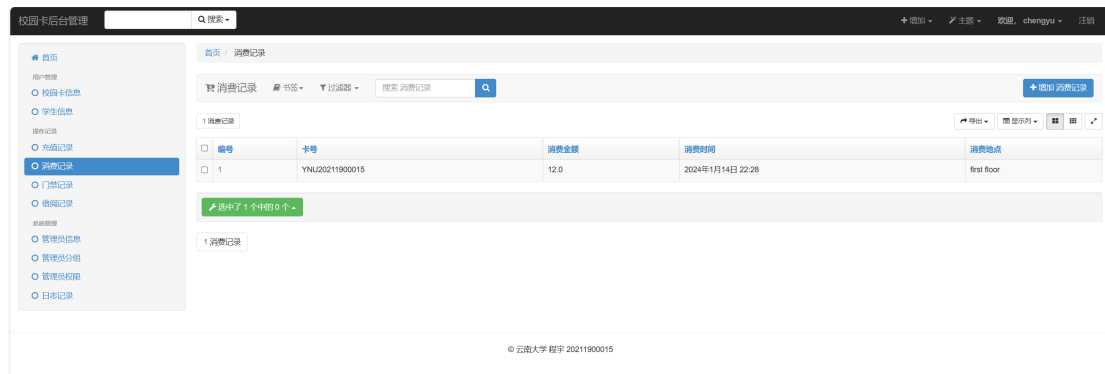 校园卡后台管理 搜索 增加 主题 欢迎, chengyu 注销
首页
用户管理
校园卡信息
学生信息
操作记录
充值记录
消费记录
门禁记录
借阅记录
系统管理
管理员信息
管理员分组
管理员权限
日志记录
首页 / 消费记录
消费记录 书签 过滤器 搜索 消费记录 增加 消费记录
1 消费记录 导出 显示列
编号 卡号 消费金额 消费时间 消费地点
1 YNU20211900015 12.0 2024年1月14日 22:28 first floor
选中了 1 个中的 0 个
1 消费记录
© 云南大学 程宇 20211900015